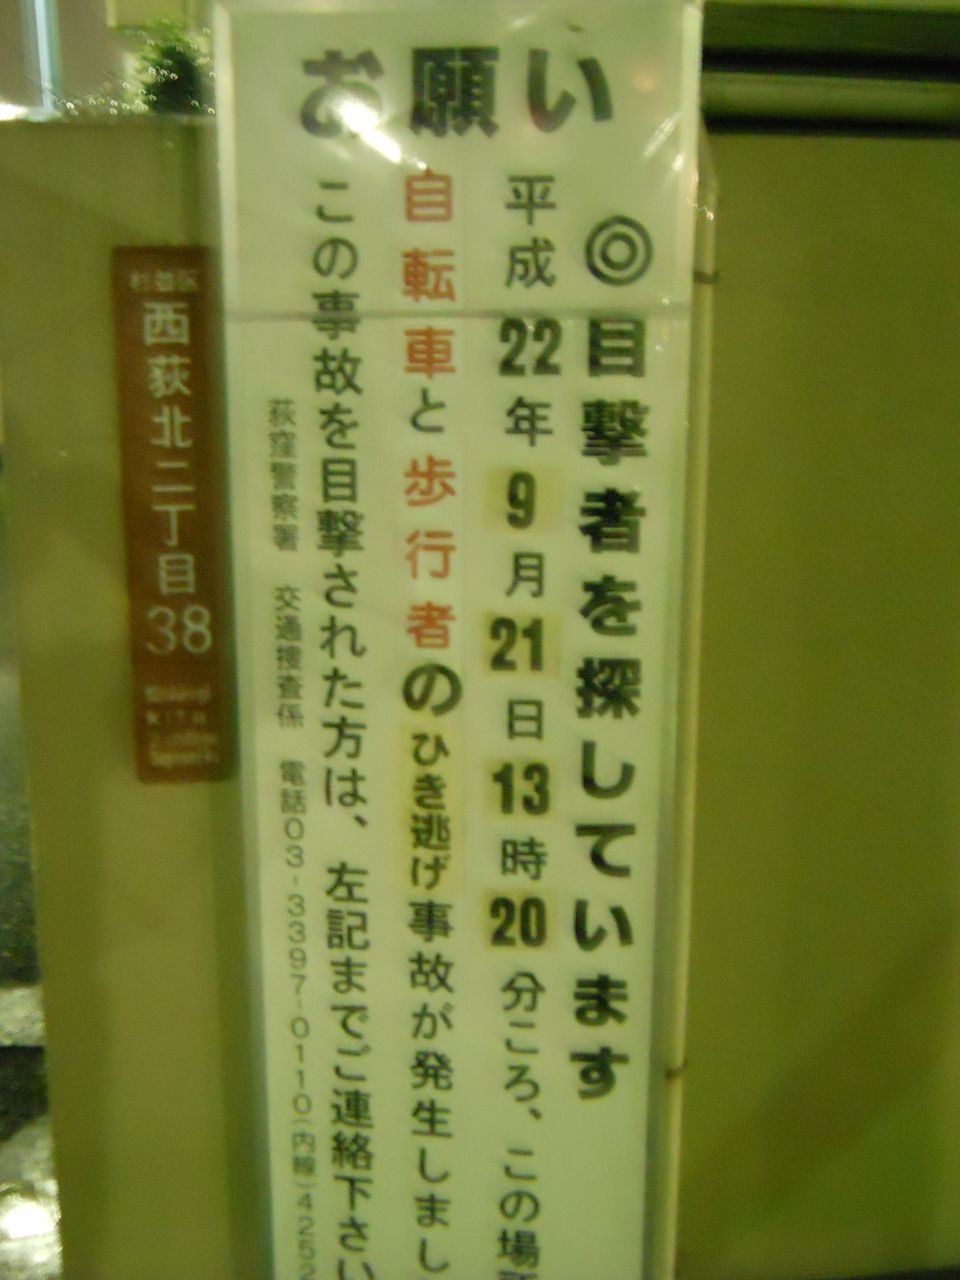 お願い
◎目撃者を探しています
平成22年9月21日13時20分ころ、この場所
自転車と歩行者のひき逃げ事故が発生しまし
この事故を目撃された方は、左記までご連絡下さい
荻窪警察署 交通捜査係 電話03-3397-0110(内線)4252
杉並区
西荻北二丁目
38